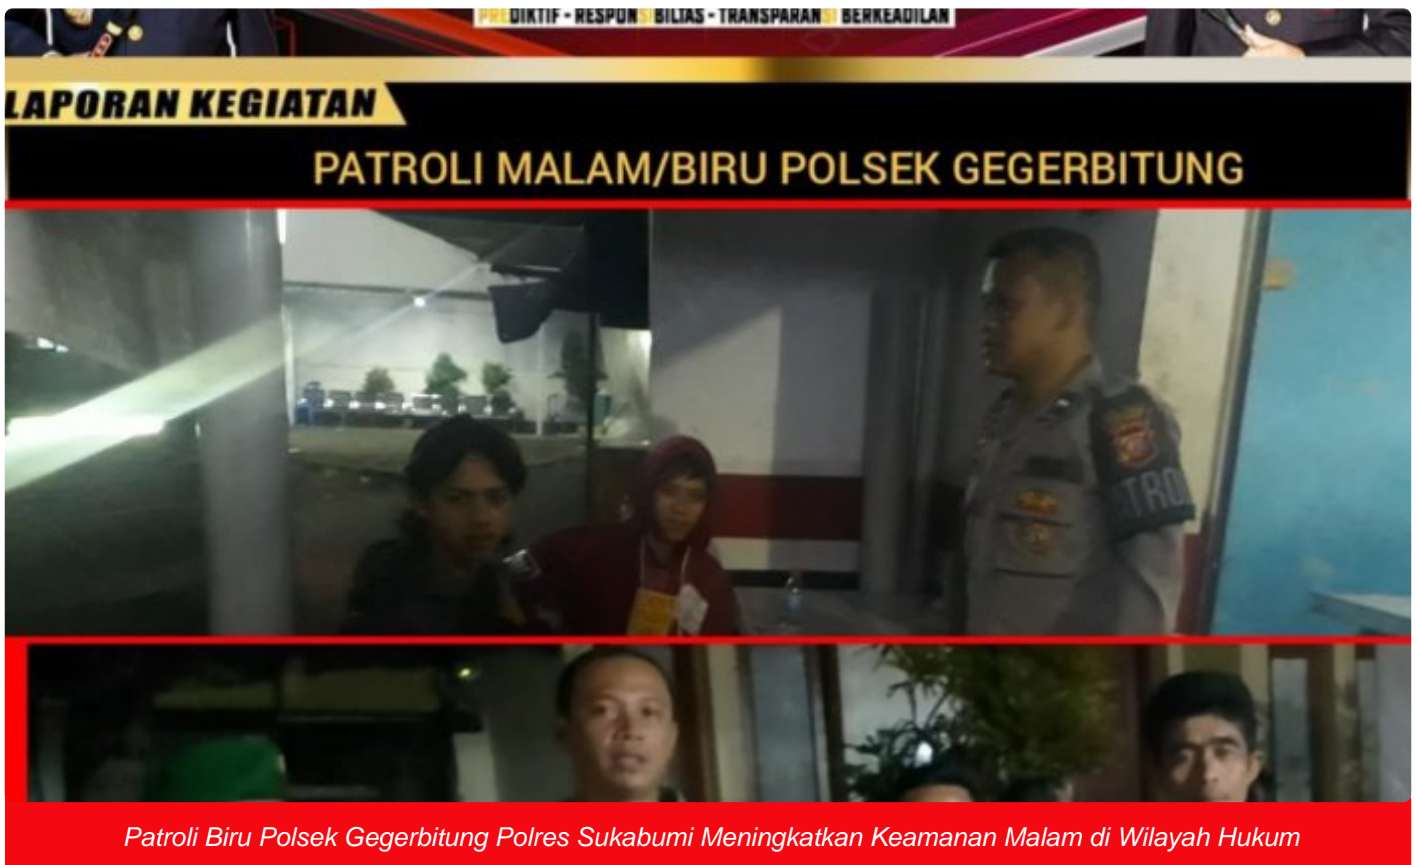 PREDIKTIF - RESPONSIBILTAS - TRANSPARANSI BERKEADILAN
LAPORAN KEGIATAN
PATROLI MALAM/BIRU POLSEK GEGERBITUNG
Patroli Biru Polsek Gegerbitung Polres Sukabumi Meningkatkan Keamanan Malam di Wilayah Hukum